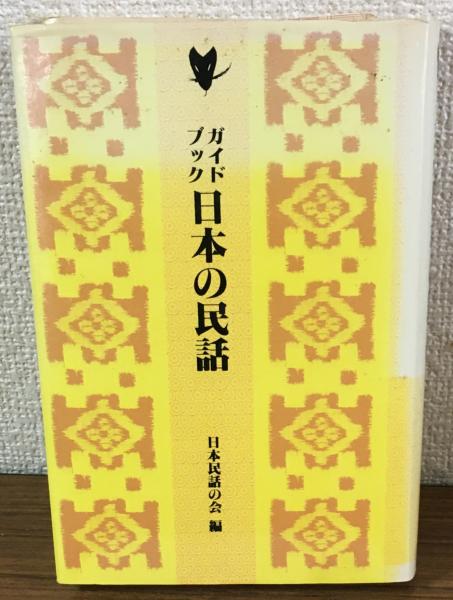 ガイド
ブック
日本の民話
日本民話の会 編